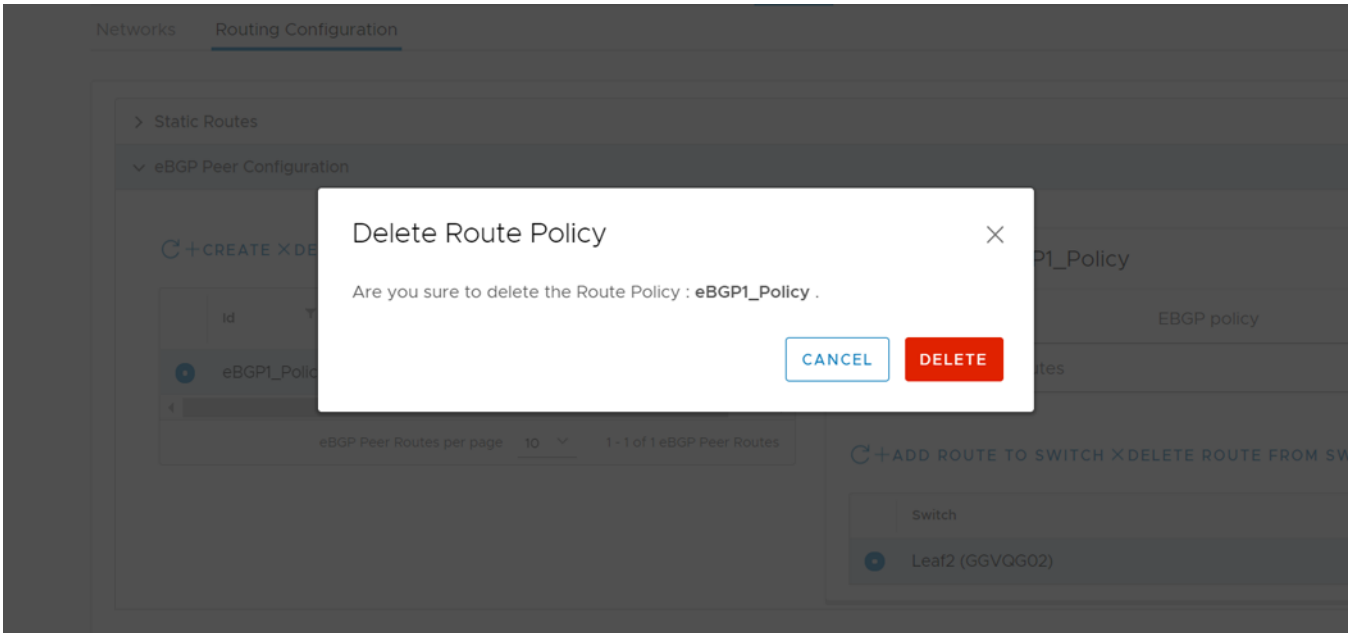 Networks Routing Configuration
Static Routes
eBGP Peer Configuration
Delete Route Policy
Are you sure to delete the Route Policy : eBGP1_Policy .
CANCEL DELETE
+CREATE ×DE
Id
eBGP1_Polic
eBGP Peer Routes per page 10 1 - 1 of 1 eBGP Peer Routes
P1_Policy
EBGP policy
utes
+ADD ROUTE TO SWITCH ×DELETE ROUTE FROM SW
Switch
Leaf2 (GGVQG02)